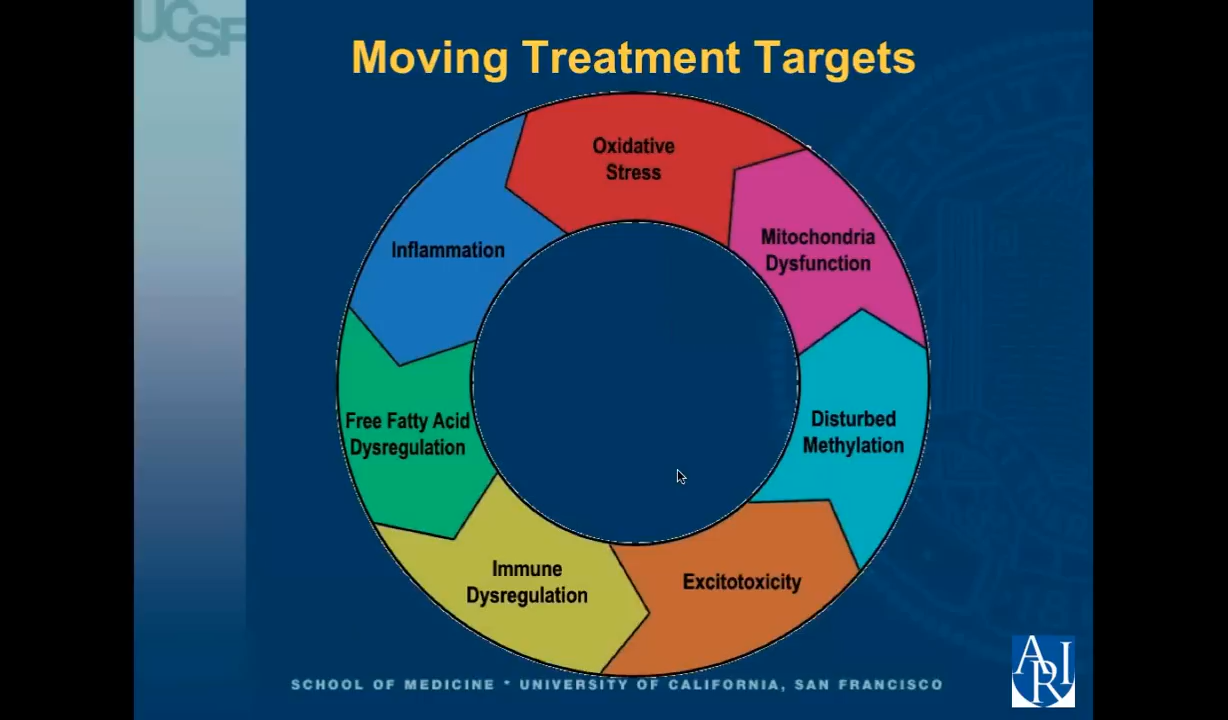 UCSF
Moving Treatment Targets
Oxidative
Stress
Mitochondria
Dysfunction
Inflammation
Disturbed
Methylation
Free Fatty Acid
Dysregulation
Immune
Dysregulation
Excitotoxicity
SCHOOL OF MEDICINE * UNIVERSITY OF CALIFORNIA, SAN FRANCISCO
ARI